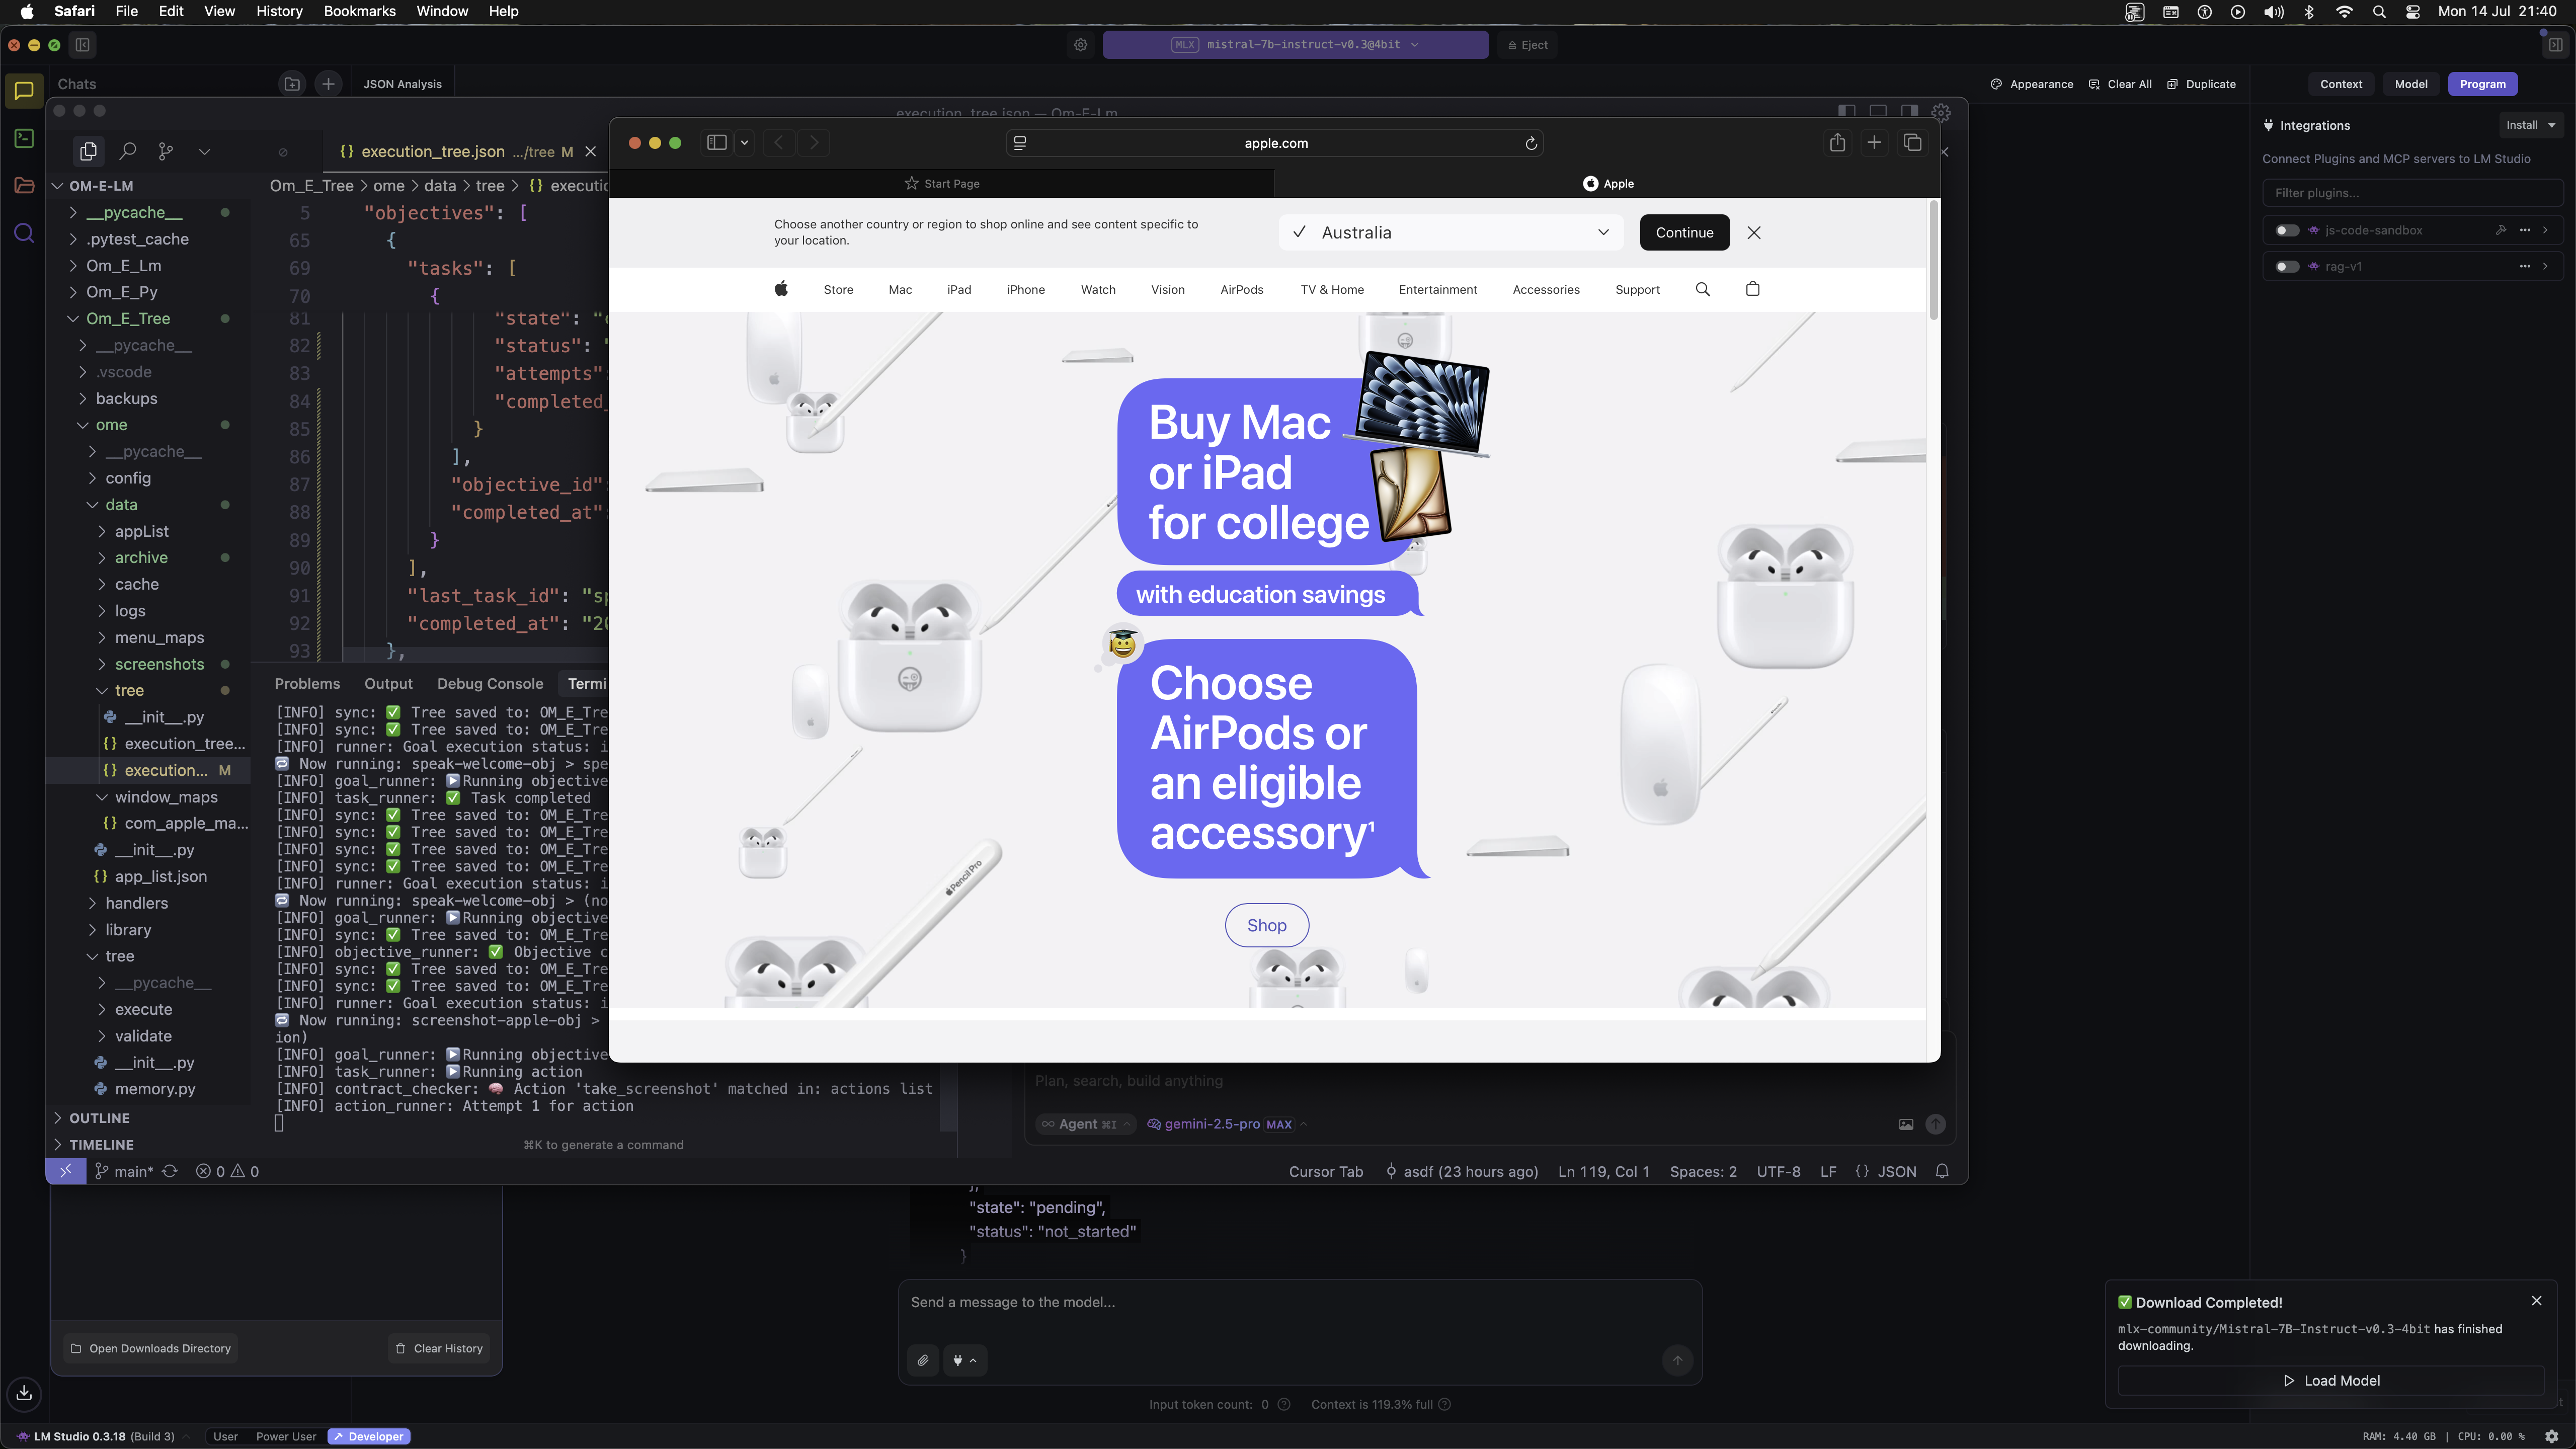 Safari File Edit View History Bookmarks Window Help
Mon 14 Jul 21:40
MLX mistral-7b-instruct-v0.3@4bit
Eject
Chats
JSON Analysis
Appearance Clear All Duplicate
Context Model Program
execution_tree.json — Om-E-Lm
Integrations
Install
Connect Plugins and MCP servers to LM Studio
Filter plugins...
js-code-sandbox
rag-v1
{} execution_tree.json .../tree M
OM-E-LM
__pycache__
.pytest_cache
Om_E_Lm
Om_E_Py
Om_E_Tree
__pycache__
.vscode
backups
ome
__pycache__
config
data
appList
archive
cache
logs
menu_maps
screenshots
tree
__init__.py
{} execution_tree...
{} execution... M
window_maps
{} com_apple_ma...
__init__.py
{} app_list.json
handlers
library
tree
__pycache__
execute
validate
__init__.py
memory.py
OUTLINE
TIMELINE
Om_E_Tree > ome > data > tree > {}
5 "objectives": [
65 {
69 "tasks": [
70 {
81 "state":
82 "status":
83 "attempts"
84 "completed_
85 }
86 ],
87 "objective_id"
88 "completed_at"
89 }
90 ],
91 "last_task_id": "sp
92 "completed_at": "20
93 },
Problems Output Debug Console
[INFO] sync: ✅ Tree saved to: OM_E_Tre
[INFO] sync: ✅ Tree saved to: OM_E_Tre
[INFO] runner: Goal execution status: i
🔁 Now running: speak-welcome-obj > spe
[INFO] goal_runner: ▶️Running objective
[INFO] task_runner: ✅ Task completed
[INFO] sync: ✅ Tree saved to: OM_E_Tre
[INFO] sync: ✅ Tree saved to: OM_E_Tre
[INFO] sync: ✅ Tree saved to: OM_E_Tre
[INFO] sync: ✅ Tree saved to: OM_E_Tre
[INFO] runner: Goal execution status: i
🔁 Now running: speak-welcome-obj > (no
[INFO] goal_runner: ▶️Running objective
[INFO] sync: ✅ Tree saved to: OM_E_Tre
[INFO] objective_runner: ✅ Objective c
[INFO] sync: ✅ Tree saved to: OM_E_Tre
[INFO] sync: ✅ Tree saved to: OM_E_Tre
[INFO] runner: Goal execution status: i
🔁 Now running: screenshot-apple-obj >
ion)
[INFO] goal_runner: ▶️Running objective
[INFO] task_runner: ▶️Running action
[INFO] contract_checker: 🧠 Action 'take_screenshot' matched in: actions list
[INFO] action_runner: Attempt 1 for action
⌘K to generate a command
apple.com
Start Page
Apple
Choose another country or region to shop online and see content specific to
your location.
Australia
Continue
Store Mac iPad iPhone Watch Vision AirPods TV & Home Entertainment Accessories Support
Buy Mac
or iPad
for college
with education savings
Choose
AirPods or
an eligible
accessory¹
Pencil Pro
Shop
Plan, search, build anything
Agent ⌘I
gemini-2.5-pro MAX
main* 0 0
Cursor Tab asdf (23 hours ago) Ln 119, Col 1 Spaces: 2 UTF-8 LF {} JSON
},
"state": "pending",
"status": "not_started"
}
Open Downloads Directory
Clear History
Send a message to the model...
Input token count: 0
Context is 119.3% full
✅ Download Completed!
mlx-community/Mistral-7B-Instruct-v0.3-4bit has finished
downloading.
Load Model
LM Studio 0.3.18 (Build 3)
User Power User Developer
RAM: 4.40 GB | CPU: 0.00 %